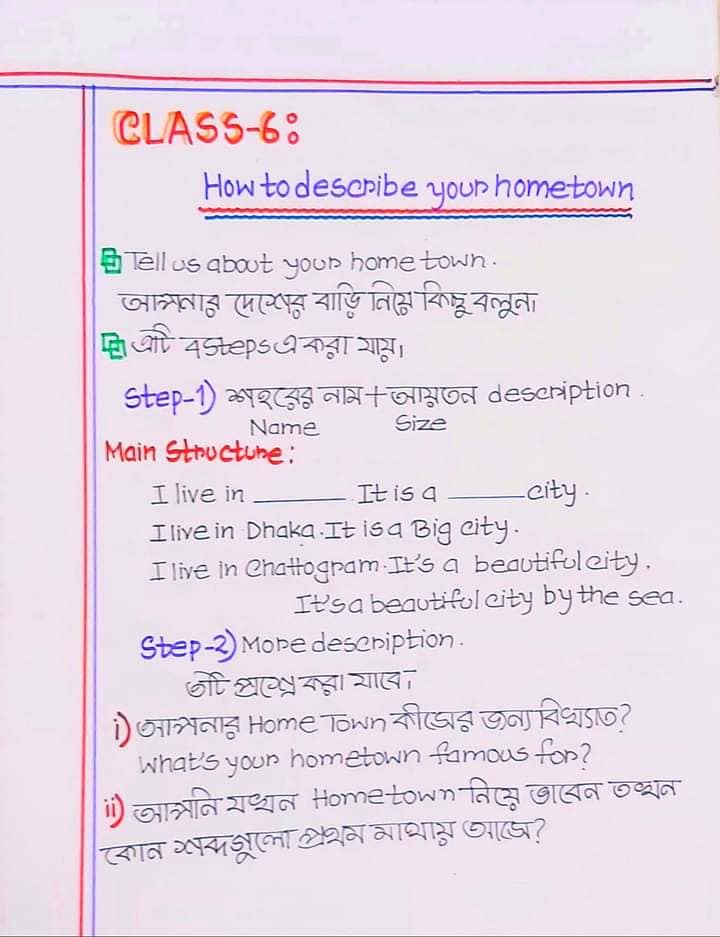 CLASS-6:
How to describe your hometown
Tell us about your home town.
আপনার দেশের বাড়ি নিয়ে কিছু বলুন।
এটি 4 Steps এ করা যায়।
Step-1) শহরের নাম + আয়তন description.
Name Size
Main Structure:
I live in ______. It is a ______ city.
I live in Dhaka. It is a Big city.
I live in Chattogram. It's a beautiful city.
It's a beautiful city by the sea.
Step-2) More description.
৩টি প্রশ্নে করা যাবে,
i) আপনার Home Town কীসের জন্য বিখ্যাত?
What's your hometown famous for?
ii) আপনি যখন Hometown নিয়ে ভাবেন তখন
কোন শব্দগুলো প্রথম মাথায় আসে?